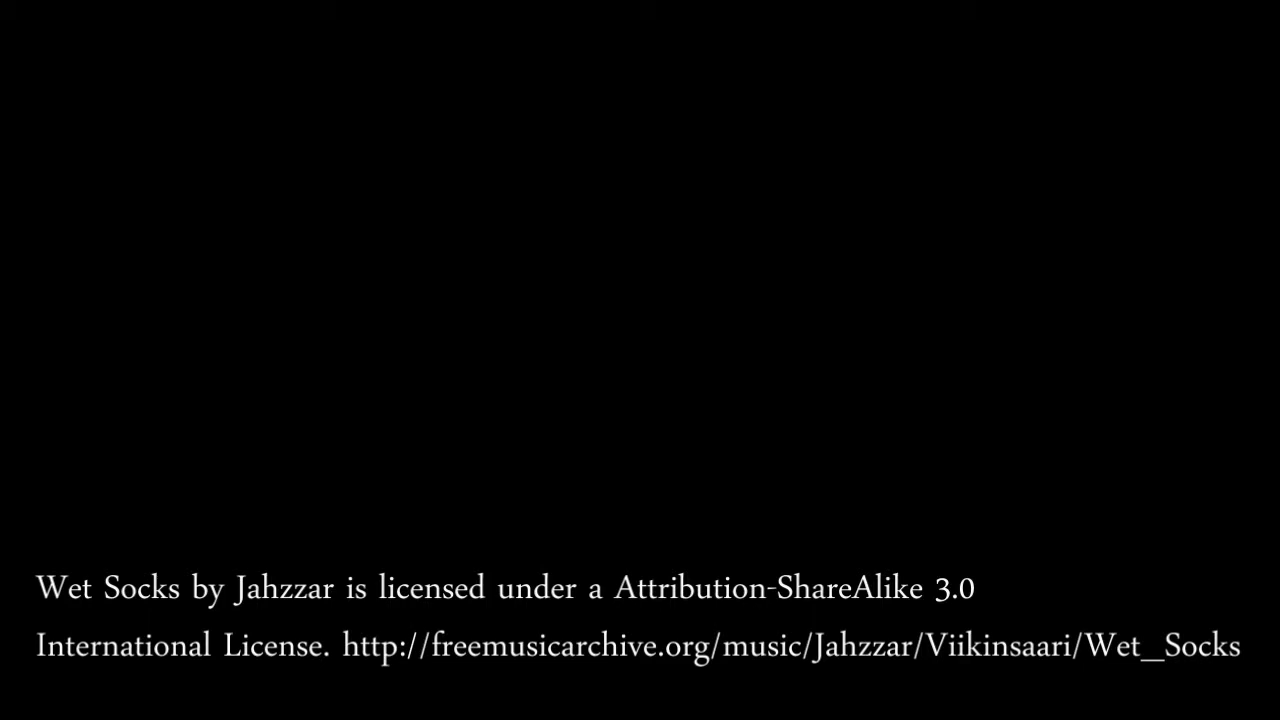 Wet Socks by Jahzzar is licensed under a Attribution-ShareAlike 3.0
International License. http://freemusicarchive.org/music/Jahzzar/Viikinsaari/Wet_Socks